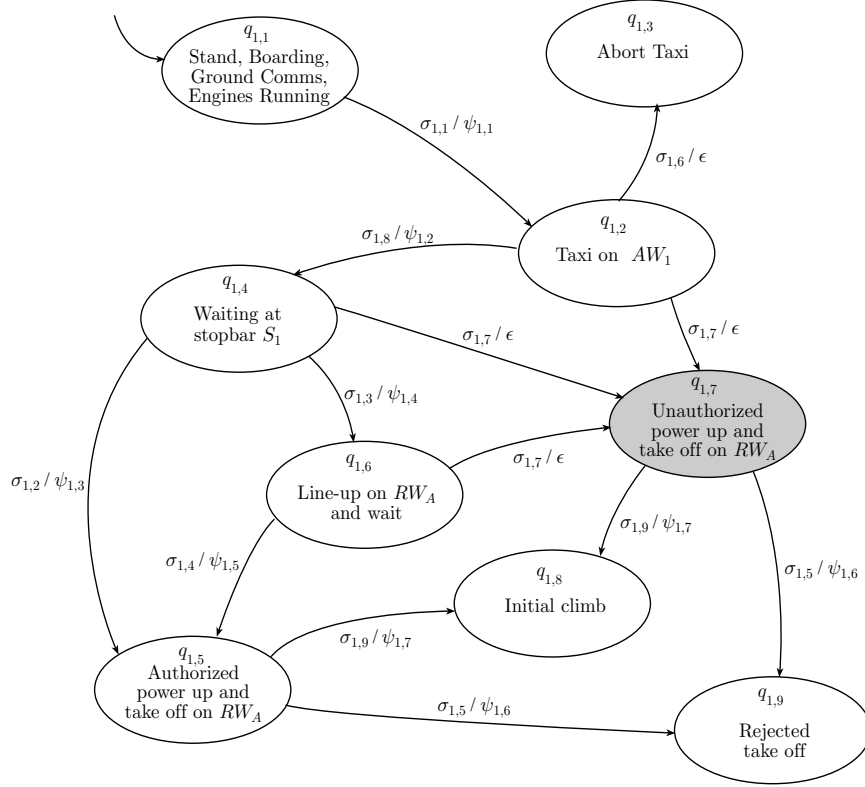 q1,1
Stand, Boarding,
Ground Comms,
Engines Running
q1,3
Abort Taxi
σ1,1 / ψ1,1
σ1,6 / ϵ
q1,2
Taxi on AW1
σ1,8 / ψ1,2
q1,4
Waiting at
stopbar S1
σ1,7 / ϵ
σ1,7 / ϵ
q1,7
Unauthorized
power up and
take off on RWA
σ1,3 / ψ1,4
q1,6
Line-up on RWA
and wait
σ1,7 / ϵ
σ1,2 / ψ1,3
σ1,9 / ψ1,7
σ1,4 / ψ1,5
q1,8
Initial climb
σ1,5 / ψ1,6
σ1,9 / ψ1,7
q1,5
Authorized
power up and
take off on RWA
σ1,5 / ψ1,6
q1,9
Rejected
take off